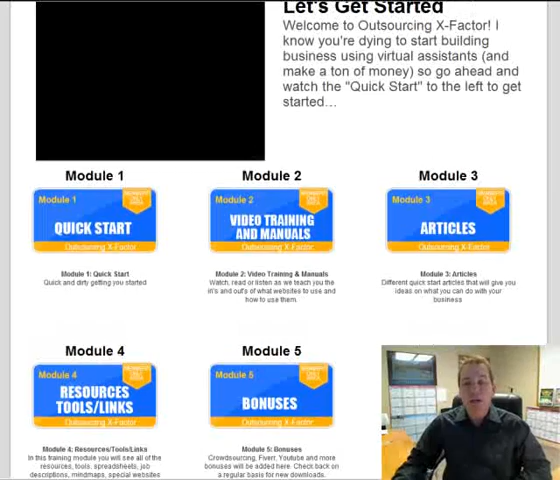 Let's Get Started
Welcome to Outsourcing X-Factor! I
know you're dying to start building
business using virtual assistants (and
make a ton of money) so go ahead and
watch the "Quick Start" to the left to get
started...
Module 1
Module 2
Module 3
Module 1
QUICK START
Outsourcing X-Factor
Module 2
VIDEO TRAINING
AND MANUALS
Outsourcing X-Factor
Module 3
ARTICLES
Outsourcing X-Factor
Module 1: Quick Start
Quick and dirty getting you started
Module 2: Video Training & Manuals
Watch, read or listen as we teach you the
in's and out's of what websites to use and
how to use them.
Module 3: Articles
Different quick start articles that will give you
ideas on what you can do with your
business
Module 4
Module 5
Module 4
RESOURCES
TOOLS/LINKS
Outsourcing X-Factor
Module 5
BONUSES
Outsourcing X-Factor
Module 4: Resources/Tools/Links
In this training module you will see all of the
resources, tools, spreadsheets, job
descriptions, mindmaps, special websites
Module 5: Bonuses
Crowdsourcing, Fiverr, Youtube and more
bonuses will be added here. Check back on
a regular basis for new downloads.